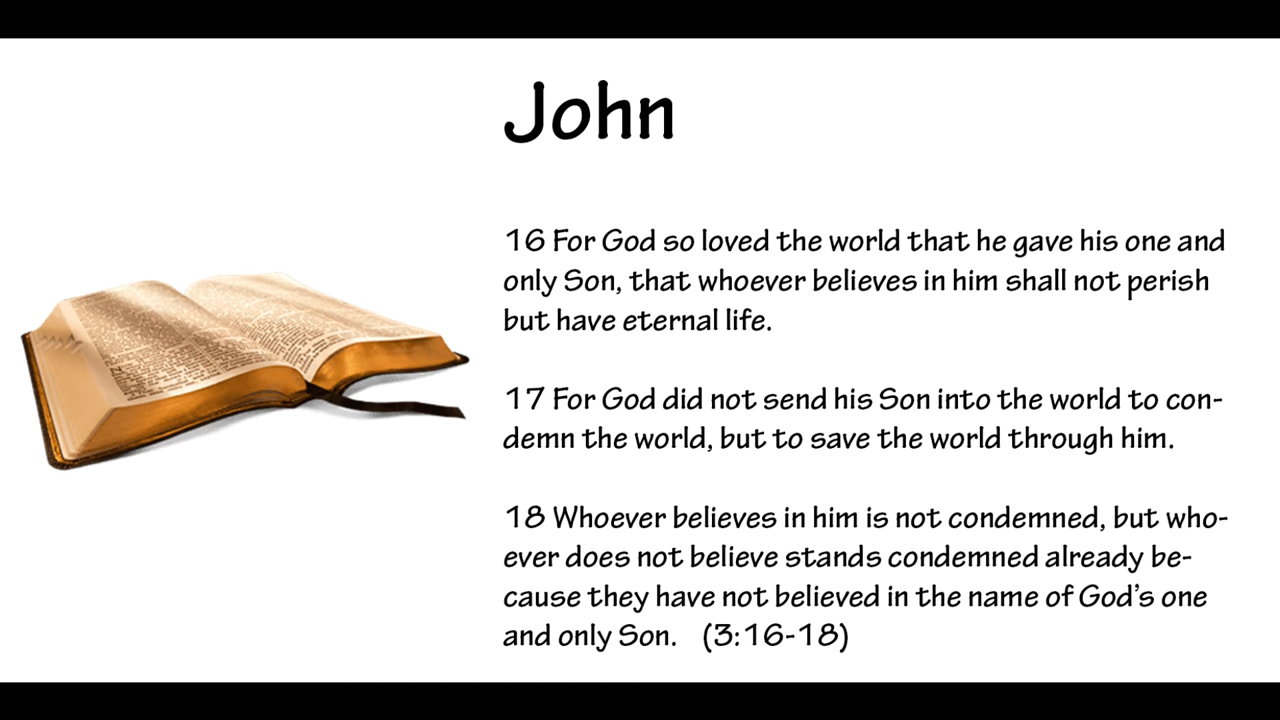 John
16 For God so loved the world that he gave his one and
only Son, that whoever believes in him shall not perish
but have eternal life.
17 For God did not send his Son into the world to con-
demn the world, but to save the world through him.
18 Whoever believes in him is not condemned, but who-
ever does not believe stands condemned already be-
cause they have not believed in the name of God’s one
and only Son. (3:16-18)